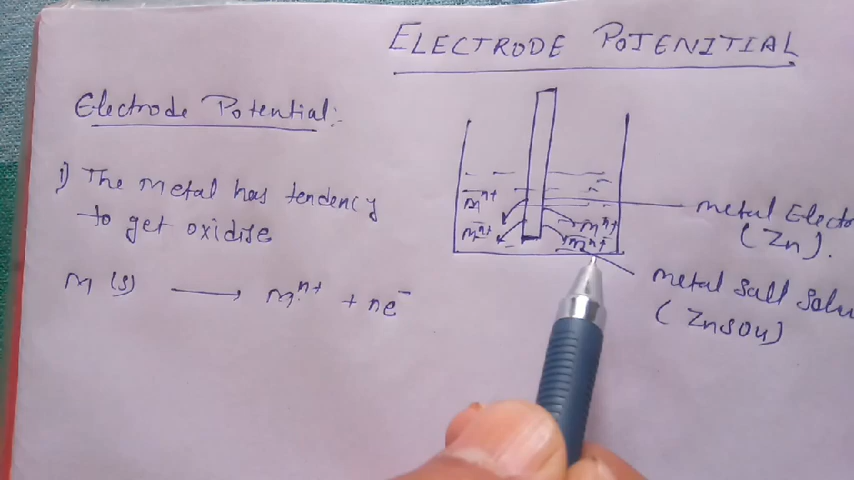 ELECTRODE POTENITIAL
Electrode Potential:-
1) The metal has tendency
to get oxidise
M (s) → Mⁿ⁺ + ne⁻
Mⁿ⁺
Mⁿ⁺
Mⁿ⁺
Mⁿ⁺
metal Electro
(Zn).
metal Salt Solu
(ZnSO4)